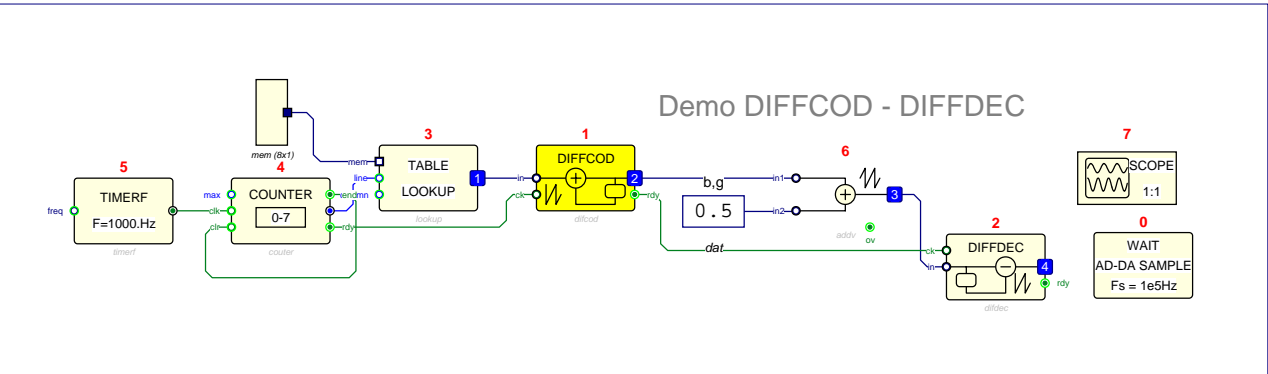 Demo DIFFCOD - DIFFDEC
mem (8x1)
5
TIMERF
F=1000.Hz
freq
timerf
4
COUNTER
0-7
max
clk
clr
rend
rdy
couter
3
TABLE
LOOKUP
mem
line
mn
1
lookup
1
DIFFCOD
in
ck
2
rdy
difcod
b,g
0.5
dat
6
in1
in2
3
addv
ov
2
DIFFDEC
ck
in
4
rdy
difdec
7
SCOPE
1:1
0
WAIT
AD-DA SAMPLE
Fs = 1e5Hz